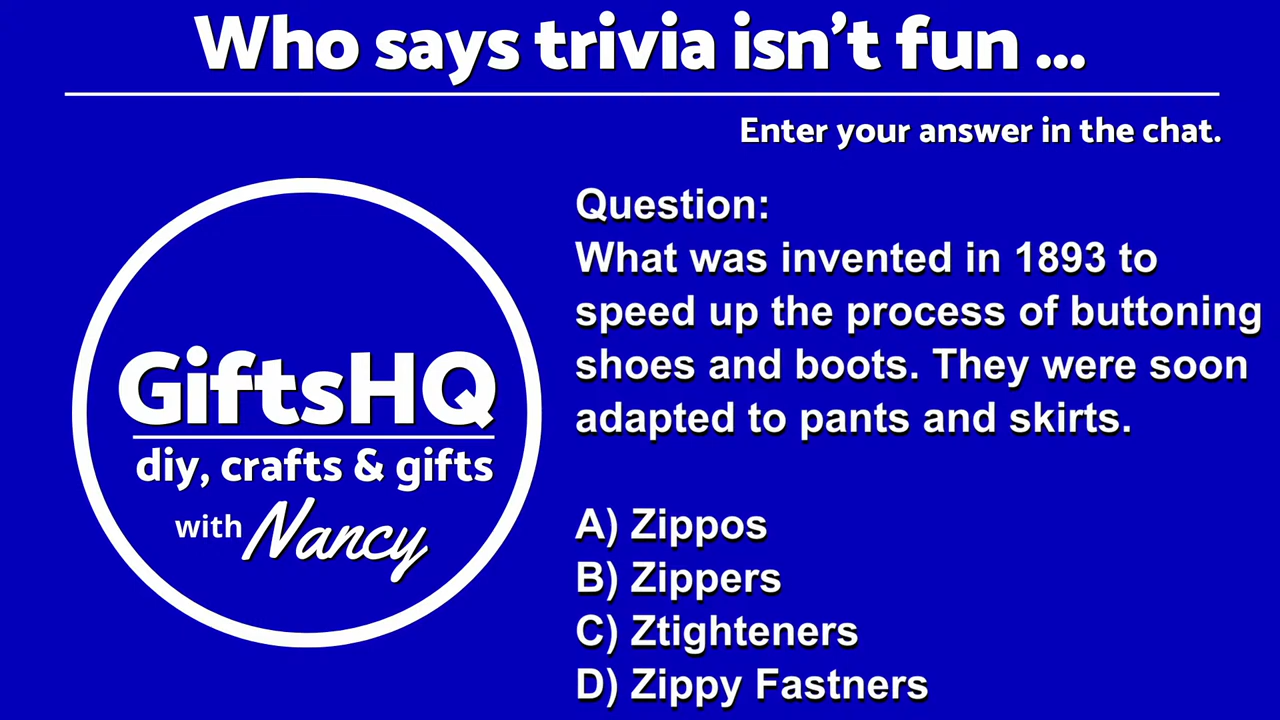 Who says trivia isn't fun ...
Enter your answer in the chat.
GiftsHQ
diy, crafts & gifts
with Nancy
Question:
What was invented in 1893 to
speed up the process of buttoning
shoes and boots. They were soon
adapted to pants and skirts.
A) Zippos
B) Zippers
C) Ztighteners
D) Zippy Fastners